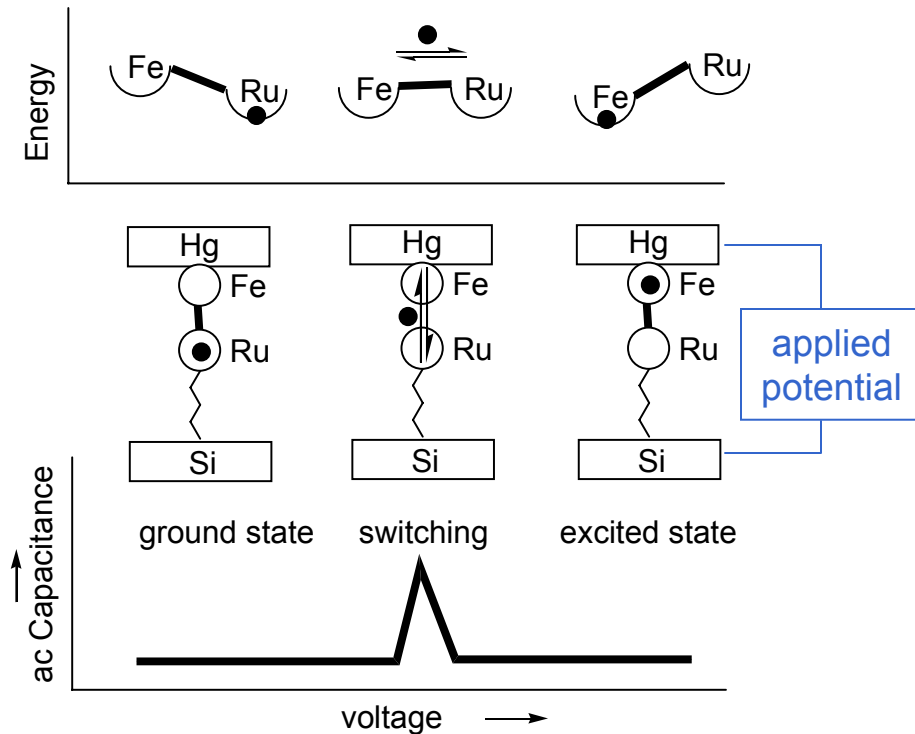 Energy
Fe
Ru
Fe
Ru
Fe
Ru
Hg
Hg
Hg
Fe
Fe
Fe
Ru
Ru
Ru
Si
Si
Si
applied
potential
ground state
switching
excited state
ac Capacitance
voltage